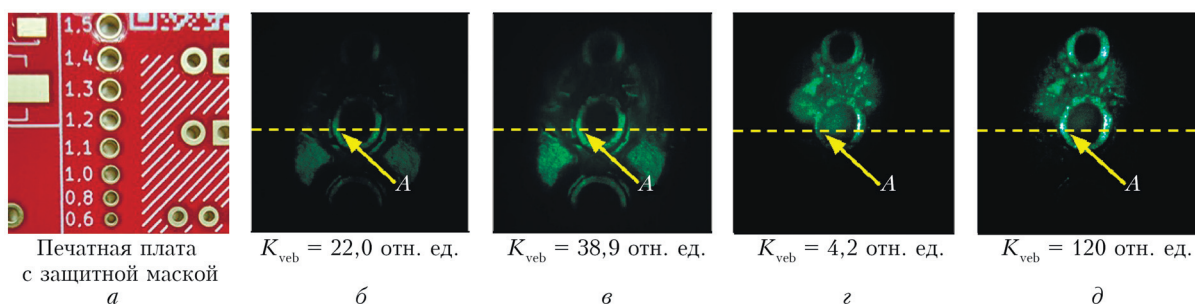 1,5
1,4
1,3
1,2
1,1
1,0
0,8
0,6
A
A
A
A
Печатная плата
с защитной маской
K_veb = 22,0 отн. ед.
K_veb = 38,9 отн. ед.
K_veb = 4,2 отн. ед.
K_veb = 120 отн. ед.
а
б
в
г
д